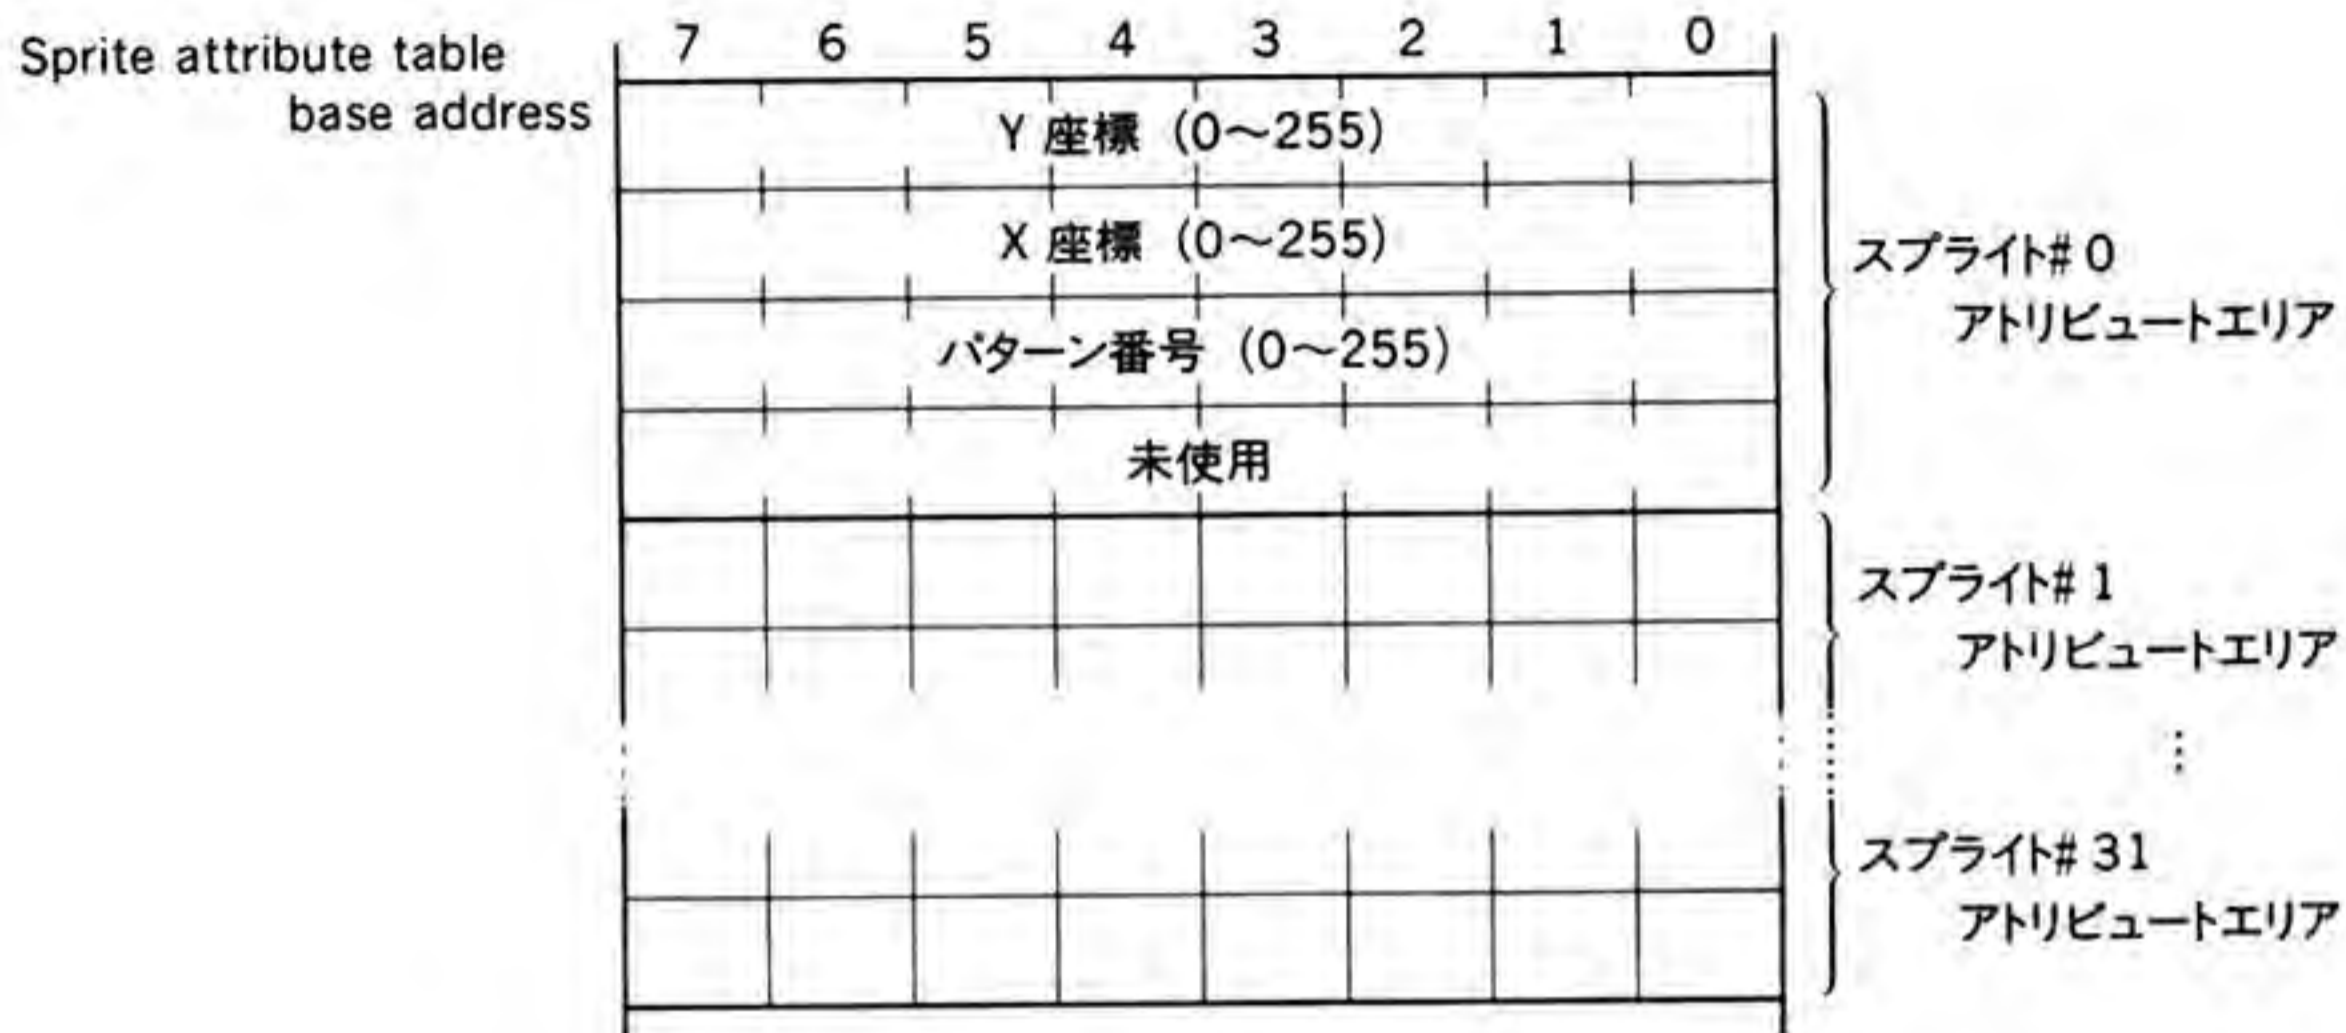 Sprite attribute table
base address
7 6 5 4 3 2 1 0
Y 座標 (0～255)
X 座標 (0～255)
パターン番号 (0～255)
未使用
スプライト# 0
アトリビュートエリア
スプライト# 1
アトリビュートエリア
⋮
スプライト# 31
アトリビュートエリア